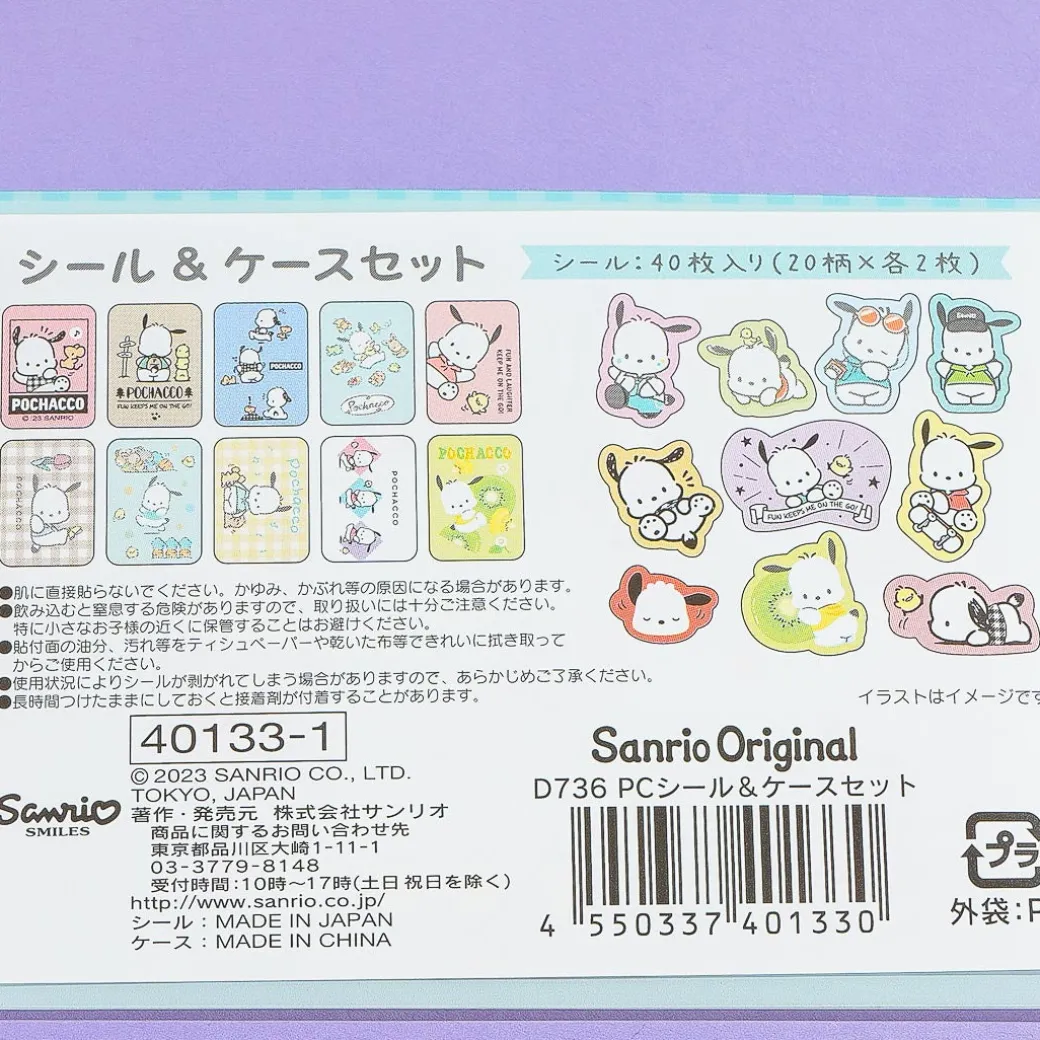 シール & ケースセット
シール：40枚入り(20柄×各2枚)
POCHACCO
© '23 SANRIO
POCHACCO
FUN KEEPS ME ON THE GO!
POCHACCO
Pochacco
FUN AND LAUGHTER
KEEP ME ON THE GO!
POCHACCO
Pochacco
POCHACCO
POCHACCO
FUN KEEPS ME ON THE GO!
●肌に直接貼らないでください。かゆみ、かぶれ等の原因になる場合があります。
●飲み込むと窒息する危険がありますので、取り扱いには十分ご注意ください。
特に小さなお子様の近くに保管することはお避けください。
●貼付面の油分、汚れ等をティシュペーパーや乾いた布等できれいに拭き取って
からご使用ください。
●使用状況によりシールが剥がれてしまう場合がありますので、あらかじめご了承ください。
●長時間つけたままにしておくと接着剤が付着することがあります。
イラストはイメージです
40133-1
© 2023 SANRIO CO., LTD.
TOKYO, JAPAN
Sanrio
SMILES
著作・発売元 株式会社サンリオ
商品に関するお問い合わせ先
東京都品川区大崎1-11-1
03-3779-8148
受付時間：10時〜17時(土日祝日を除く)
http://www.sanrio.co.jp/
シール：MADE IN JAPAN
ケース：MADE IN CHINA
Sanrio Original
D736 PCシール&ケースセット
4 550337 401330
プラ
外袋：P